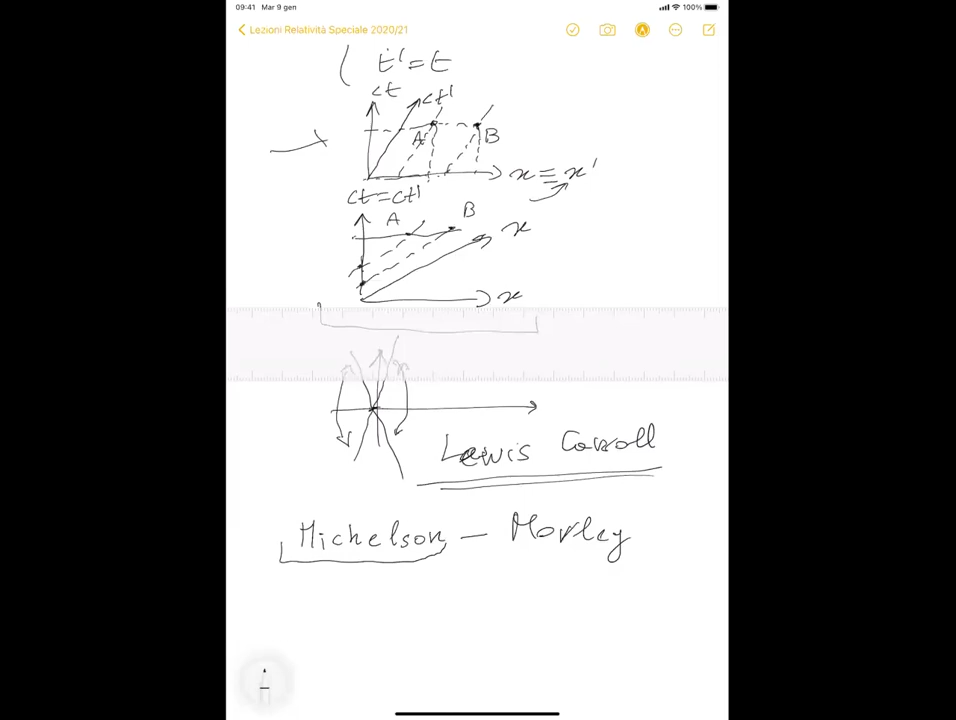 09:41 Mar 9 gen 100%
Lezioni Relatività Speciale 2020/21
t' = t
ct ct'
A B
x ≡ x'
ct = ct'
A B
x
x
Lewis Carroll
Michelson — Morley